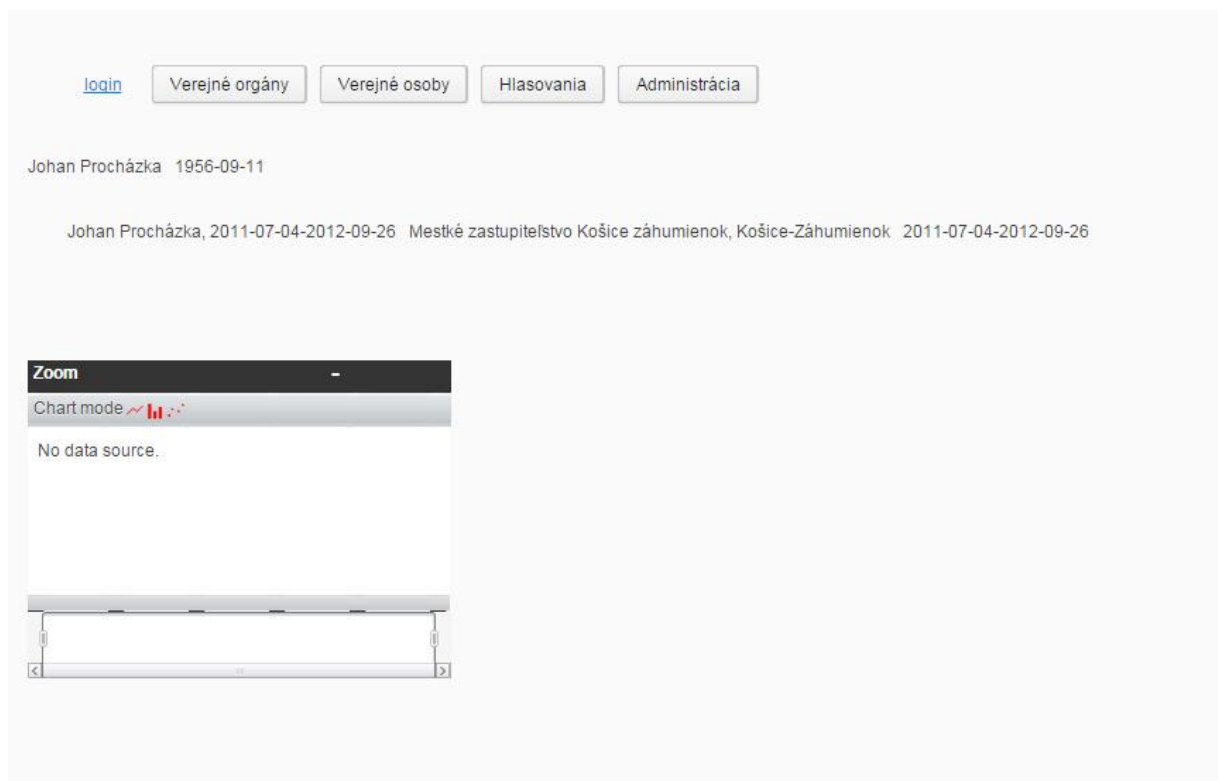 login Verejné orgány Verejné osoby Hlasovania Administrácia
Johan Procházka 1956-09-11
Johan Procházka, 2011-07-04-2012-09-26 Mestké zastupiteľstvo Košice záhumienok, Košice-Záhumienok 2011-07-04-2012-09-26
Zoom -
Chart mode
No data source.